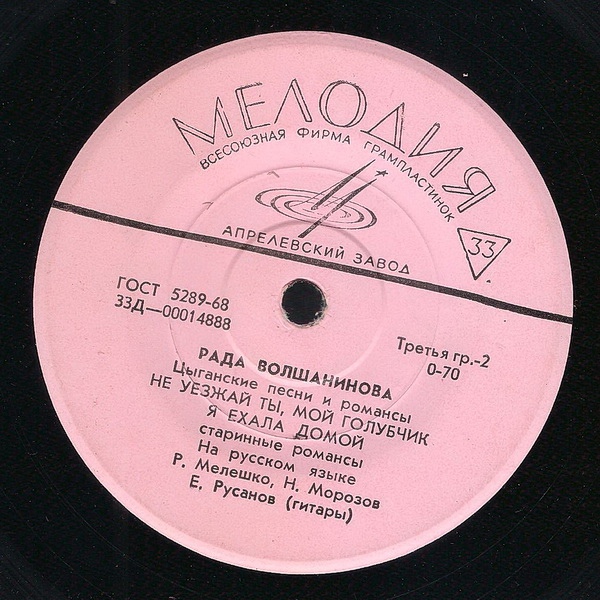 МЕЛОДИЯ
ВСЕСОЮЗНАЯ ФИРМА ГРАМПЛАСТИНОК
АПРЕЛЕВСКИЙ ЗАВОД
33
ГОСТ 5289-68
33Д—00014888
Третья гр.-2
0-70
РАДА ВОЛШАНИНОВА
Цыганские песни и романсы
НЕ УЕЗЖАЙ ТЫ, МОЙ ГОЛУБЧИК
Я ЕХАЛА ДОМОЙ
старинные романсы
На русском языке
Р. Мелешко, Н. Морозов
Е. Русанов (гитары)